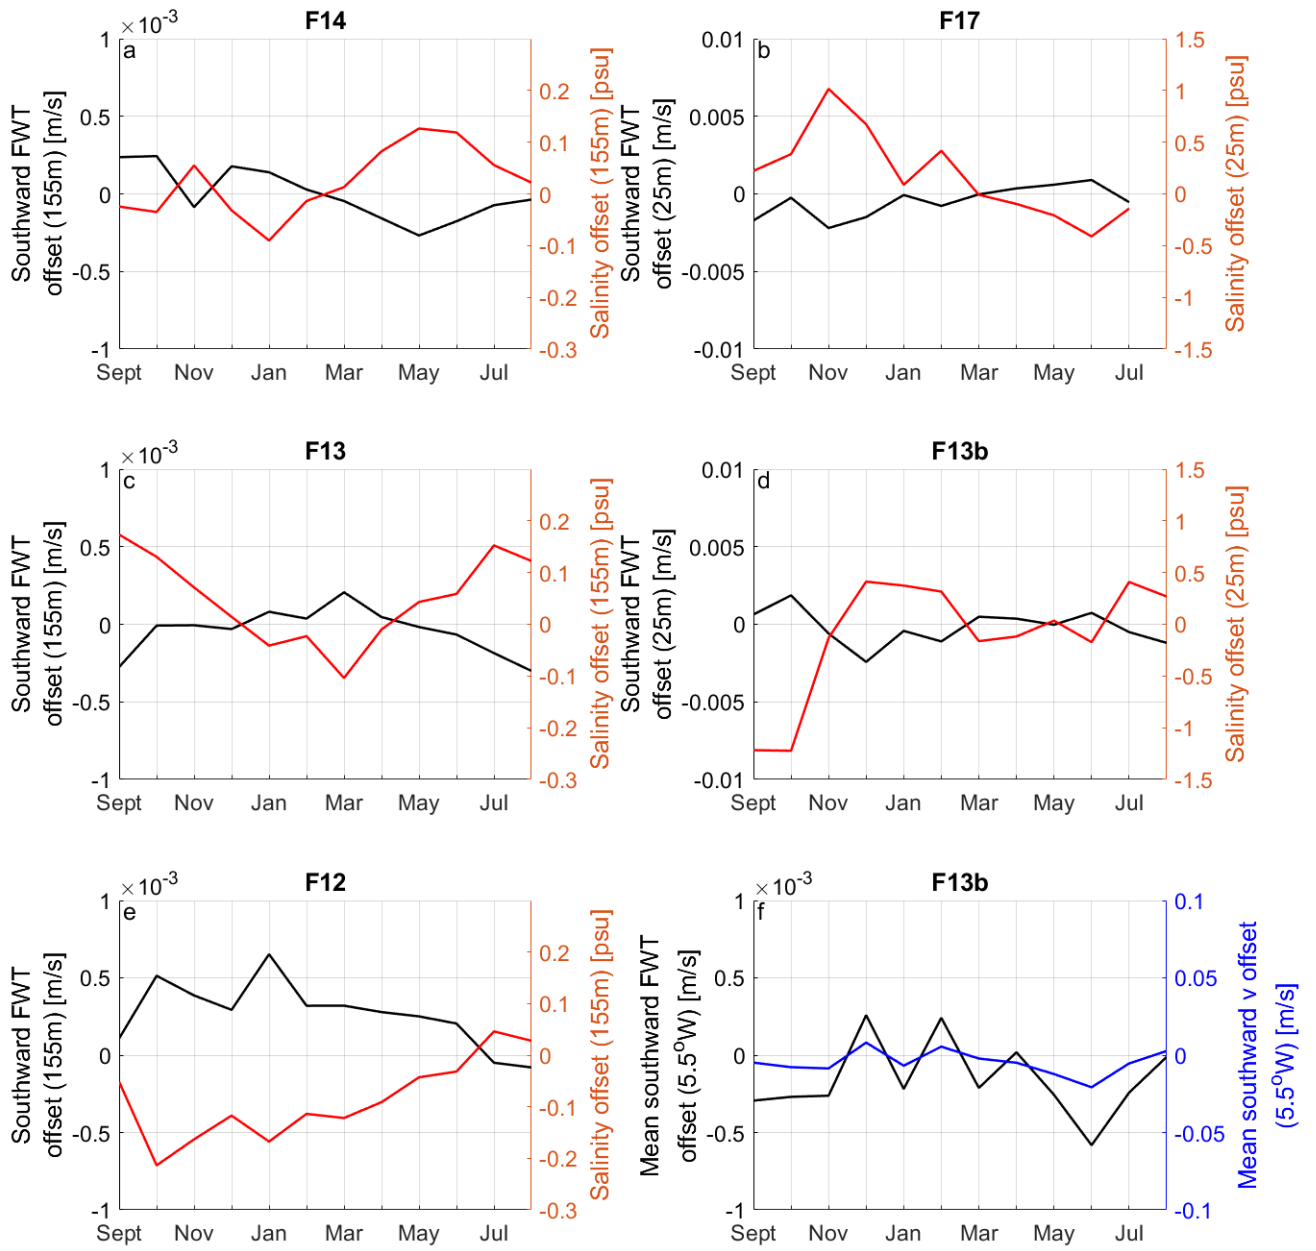 ×10⁻³
F14
a
1
0.5
0
-0.5
-1
Southward FWT
offset (155m) [m/s]
0.2
0.1
0
-0.1
-0.2
-0.3
Salinity offset (155m) [psu]
Sept Nov Jan Mar May Jul
F17
b
0.01
0.005
0
-0.005
-0.01
Southward FWT
offset (25m) [m/s]
1.5
1
0.5
0
-0.5
-1
-1.5
Salinity offset (25m) [psu]
Sept Nov Jan Mar May Jul
×10⁻³
F13
c
1
0.5
0
-0.5
-1
Southward FWT
offset (155m) [m/s]
0.2
0.1
0
-0.1
-0.2
-0.3
Salinity offset (155m) [psu]
Sept Nov Jan Mar May Jul
F13b
d
0.01
0.005
0
-0.005
-0.01
Southward FWT
offset (25m) [m/s]
1.5
1
0.5
0
-0.5
-1
-1.5
Salinity offset (25m) [psu]
Sept Nov Jan Mar May Jul
×10⁻³
F12
e
1
0.5
0
-0.5
-1
Southward FWT
offset (155m) [m/s]
0.2
0.1
0
-0.1
-0.2
-0.3
Salinity offset (155m) [psu]
Sept Nov Jan Mar May Jul
×10⁻³
F13b
f
1
0.5
0
-0.5
-1
Mean southward FWT
offset (5.5°W) [m/s]
0.1
0.05
0
-0.05
-0.1
Mean southward v offset
(5.5°W) [m/s]
Sept Nov Jan Mar May Jul